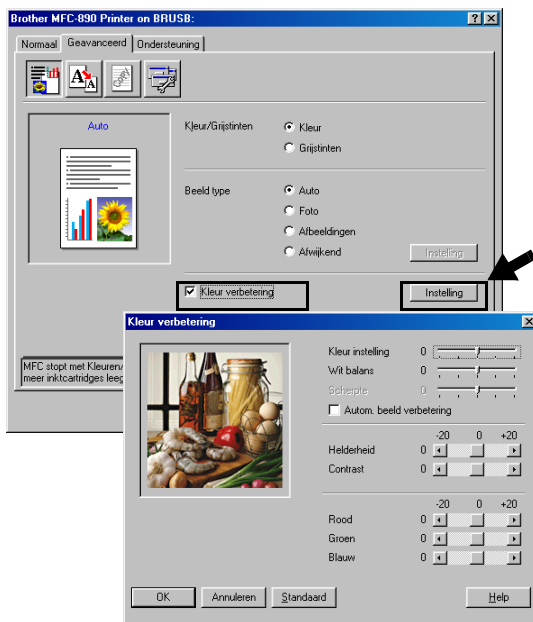 Brother MFC-890 Printer on BRUSB:
Normaal Geavanceerd Ondersteuning
Auto
Kleur/Grijstinten Kleur
Grijstinten
Beeld type Auto
Foto
Afbeeldingen
Afwijkend Instelling
Kleur verbetering Instelling
MFC stopt met Kleuren/
meer inktcartridges leeg
Kleur verbetering
Kleur instelling 0
Wit balans 0
Scherpte 0
Autom. beeld verbetering
-20 0 +20
Helderheid 0
Contrast 0
-20 0 +20
Rood 0
Groen 0
Blauw 0
OK Annuleren Standaard Help